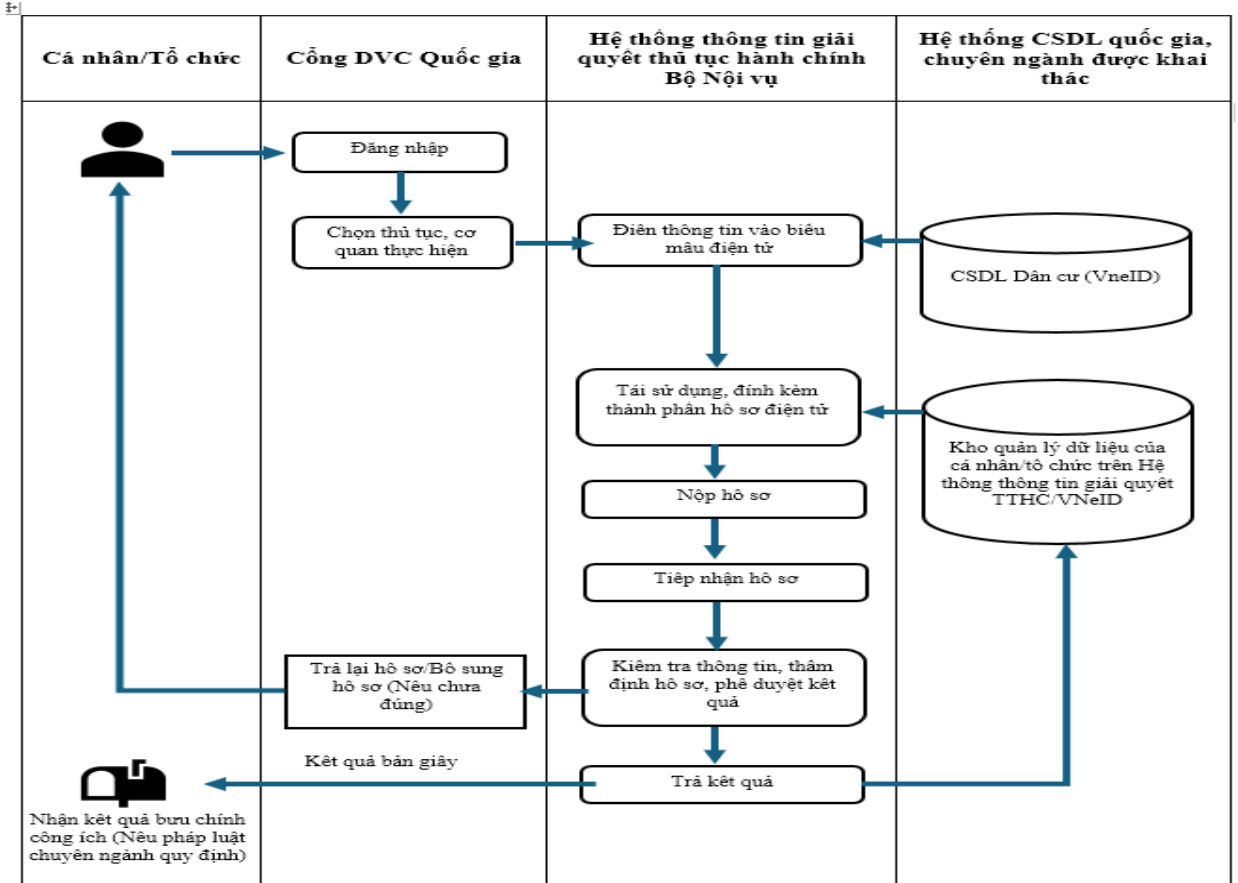 Cá nhân/Tổ chức
Cổng DVC Quốc gia
Hệ thống thông tin giải
quyết thủ tục hành chính
Bộ Nội vụ
Hệ thống CSDL quốc gia,
chuyên ngành được khai
thác
Đăng nhập
Chọn thủ tục, cơ
quan thực hiện
Điền thông tin vào biểu
mẫu điện tử
CSDL Dân cư (VneID)
Tái sử dụng, đính kèm
thành phần hồ sơ điện tử
Kho quản lý dữ liệu của
cá nhân/tổ chức trên Hệ
thống thông tin giải quyết
TTHC/VNeID
Nộp hồ sơ
Tiếp nhận hồ sơ
Trả lại hồ sơ/Bổ sung
hồ sơ (Nếu chưa
đúng)
Kiểm tra thông tin, thẩm
định hồ sơ, phê duyệt kết
quả
Kết quả bản giấy
Trả kết quả
Nhận kết quả bưu chính
công ích (Nếu pháp luật
chuyên ngành quy định)